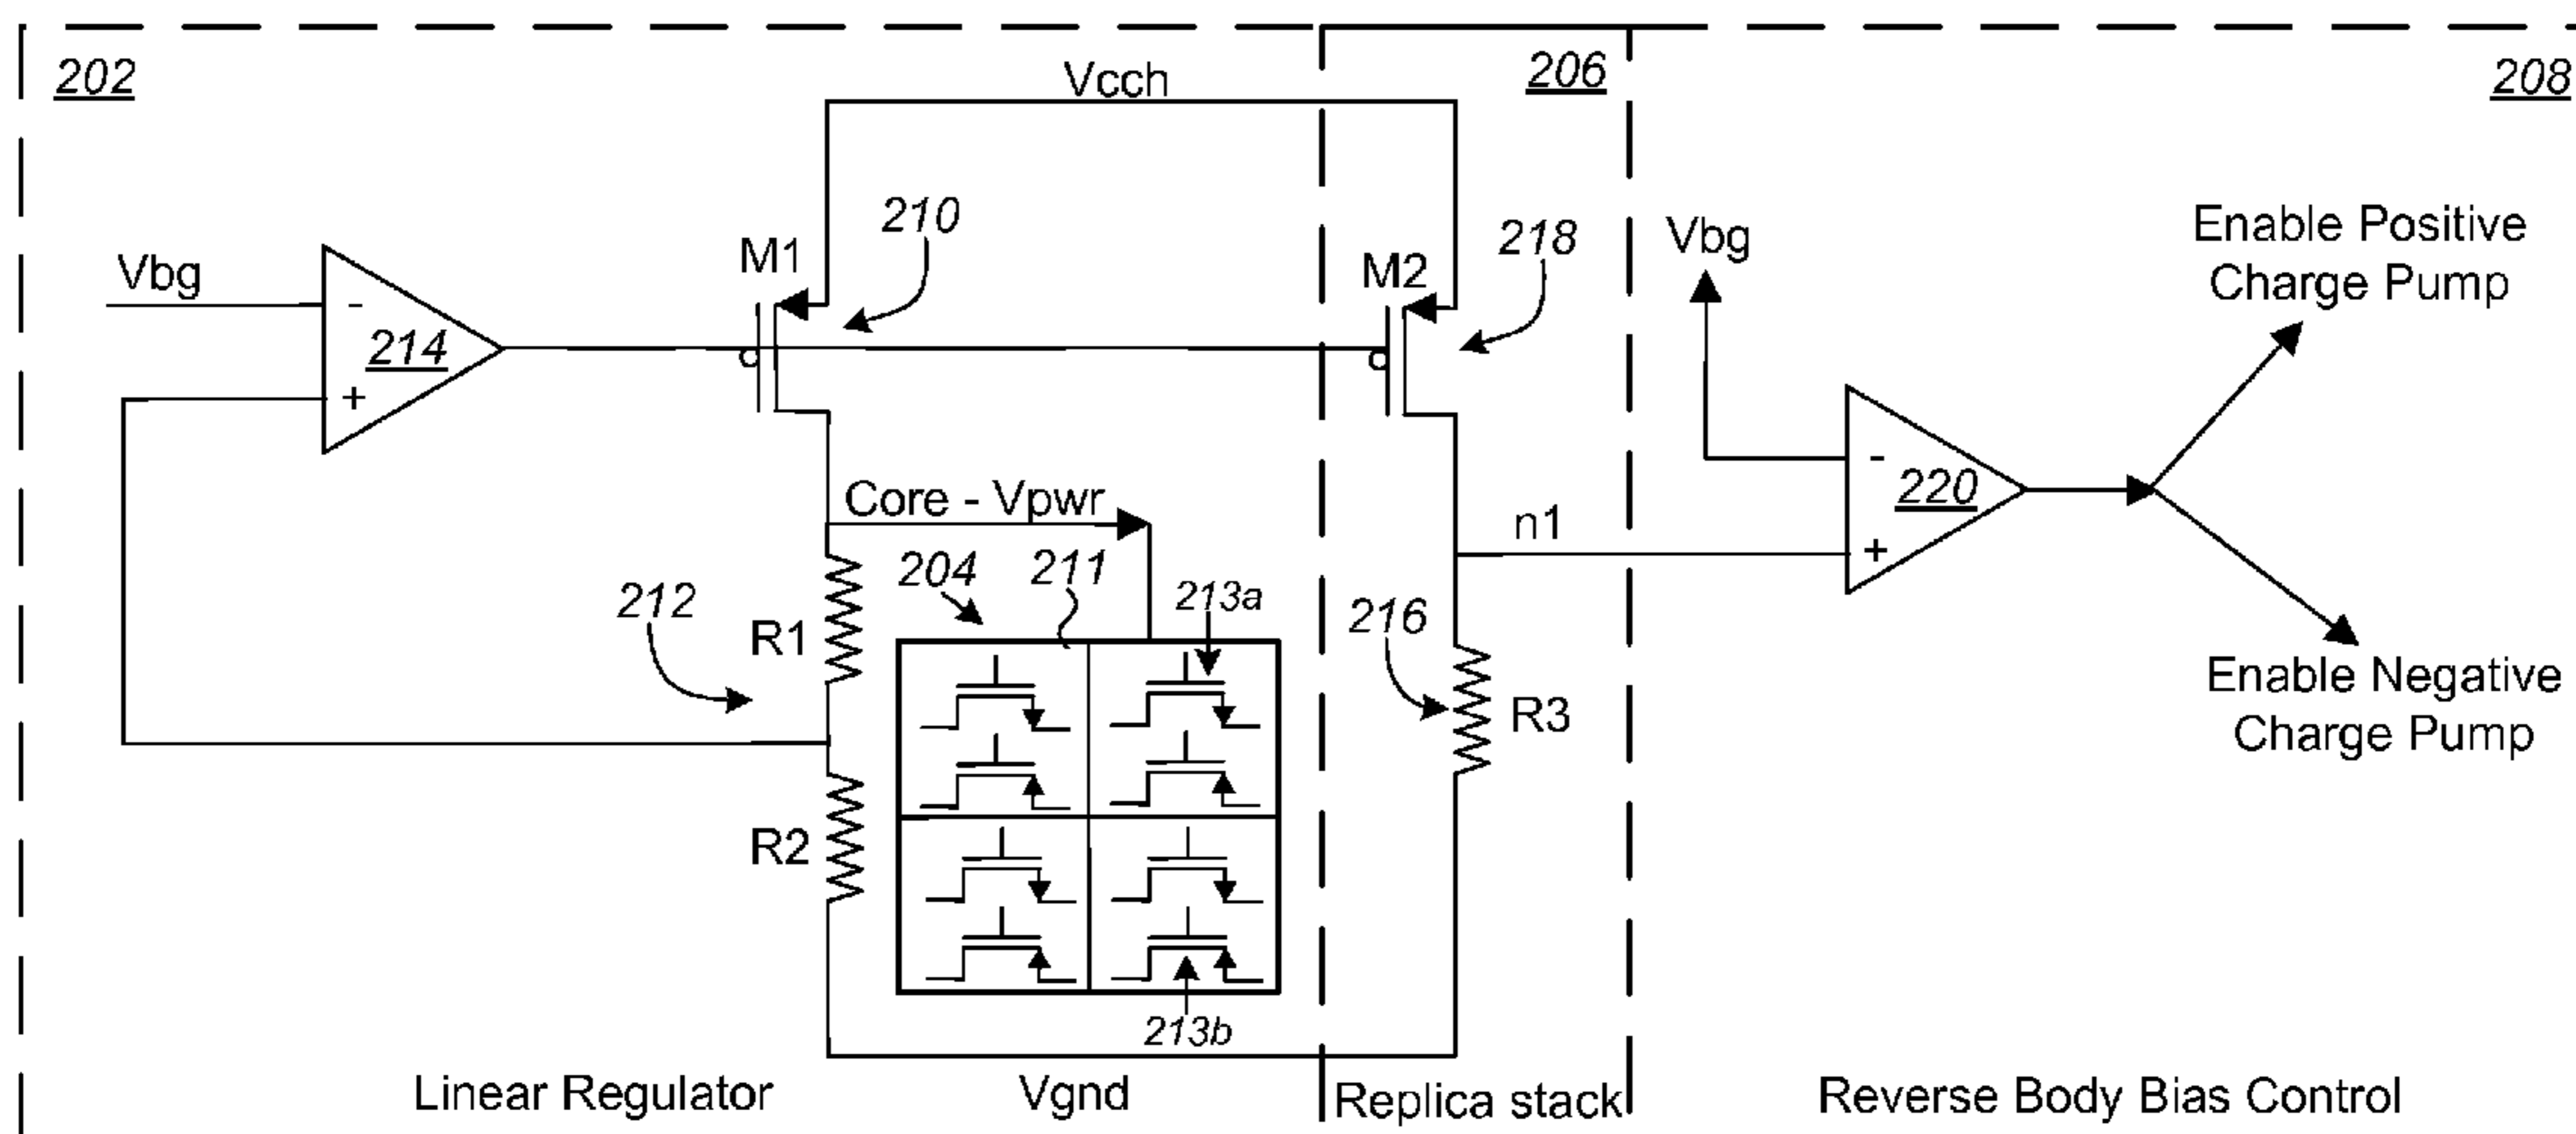 202
Vcch
206
208
210
218
Vbg
Enable Positive
Charge Pump
M1
M2
Vbg
-
214
+
-
220
+
Core - Vpwr
n1
204
211
213a
212
216
R1
R3
Enable Negative
Charge Pump
R2
213b
Linear Regulator
Vgnd
Replica stack
Reverse Body Bias Control